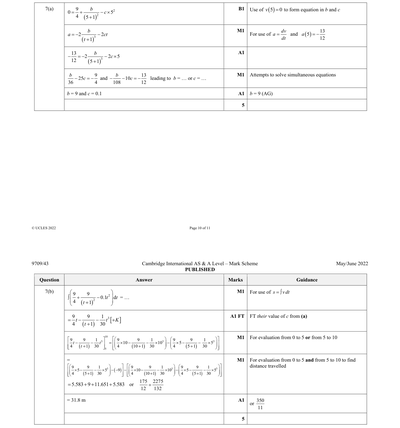 7(a)
0 = 9/4 + b/(5+1)² − c×5²
B1
Use of v(5) = 0 to form equation in b and c
a = −2 b/(t+1)³ − 2ct
M1
For use of a = dv/dt and a(5) = −13/12
−13/12 = −2 b/(5+1)³ − 2c×5
A1
b/36 − 25c = −9/4 and −b/108 − 10c = −13/12 leading to b = ... or c = ...
M1
Attempts to solve simultaneous equations
b = 9 and c = 0.1
A1
b = 9 (AG)
5
© UCLES 2022
Page 10 of 11
9709/43
Cambridge International AS & A Level – Mark Scheme
May/June 2022
PUBLISHED
Question
Answer
Marks
Guidance
7(b)
∫(9/4 + 9/(t+1)² − 0.1t²)dt = ...
M1
For use of s = ∫v dt
= 9/4 t − 9/(t+1) − 1/30 t³ [+K]
A1 FT
FT their value of c from (a)
M1
For evaluation from 0 to 5 or from 5 to 10
M1
For evaluation from 0 to 5 and from 5 to 10 to find
distance travelled
= 5.583 + 9 + 11.651 + 5.583 or 175/12 + 2275/132
= 31.8 m
A1
or 350/11
5